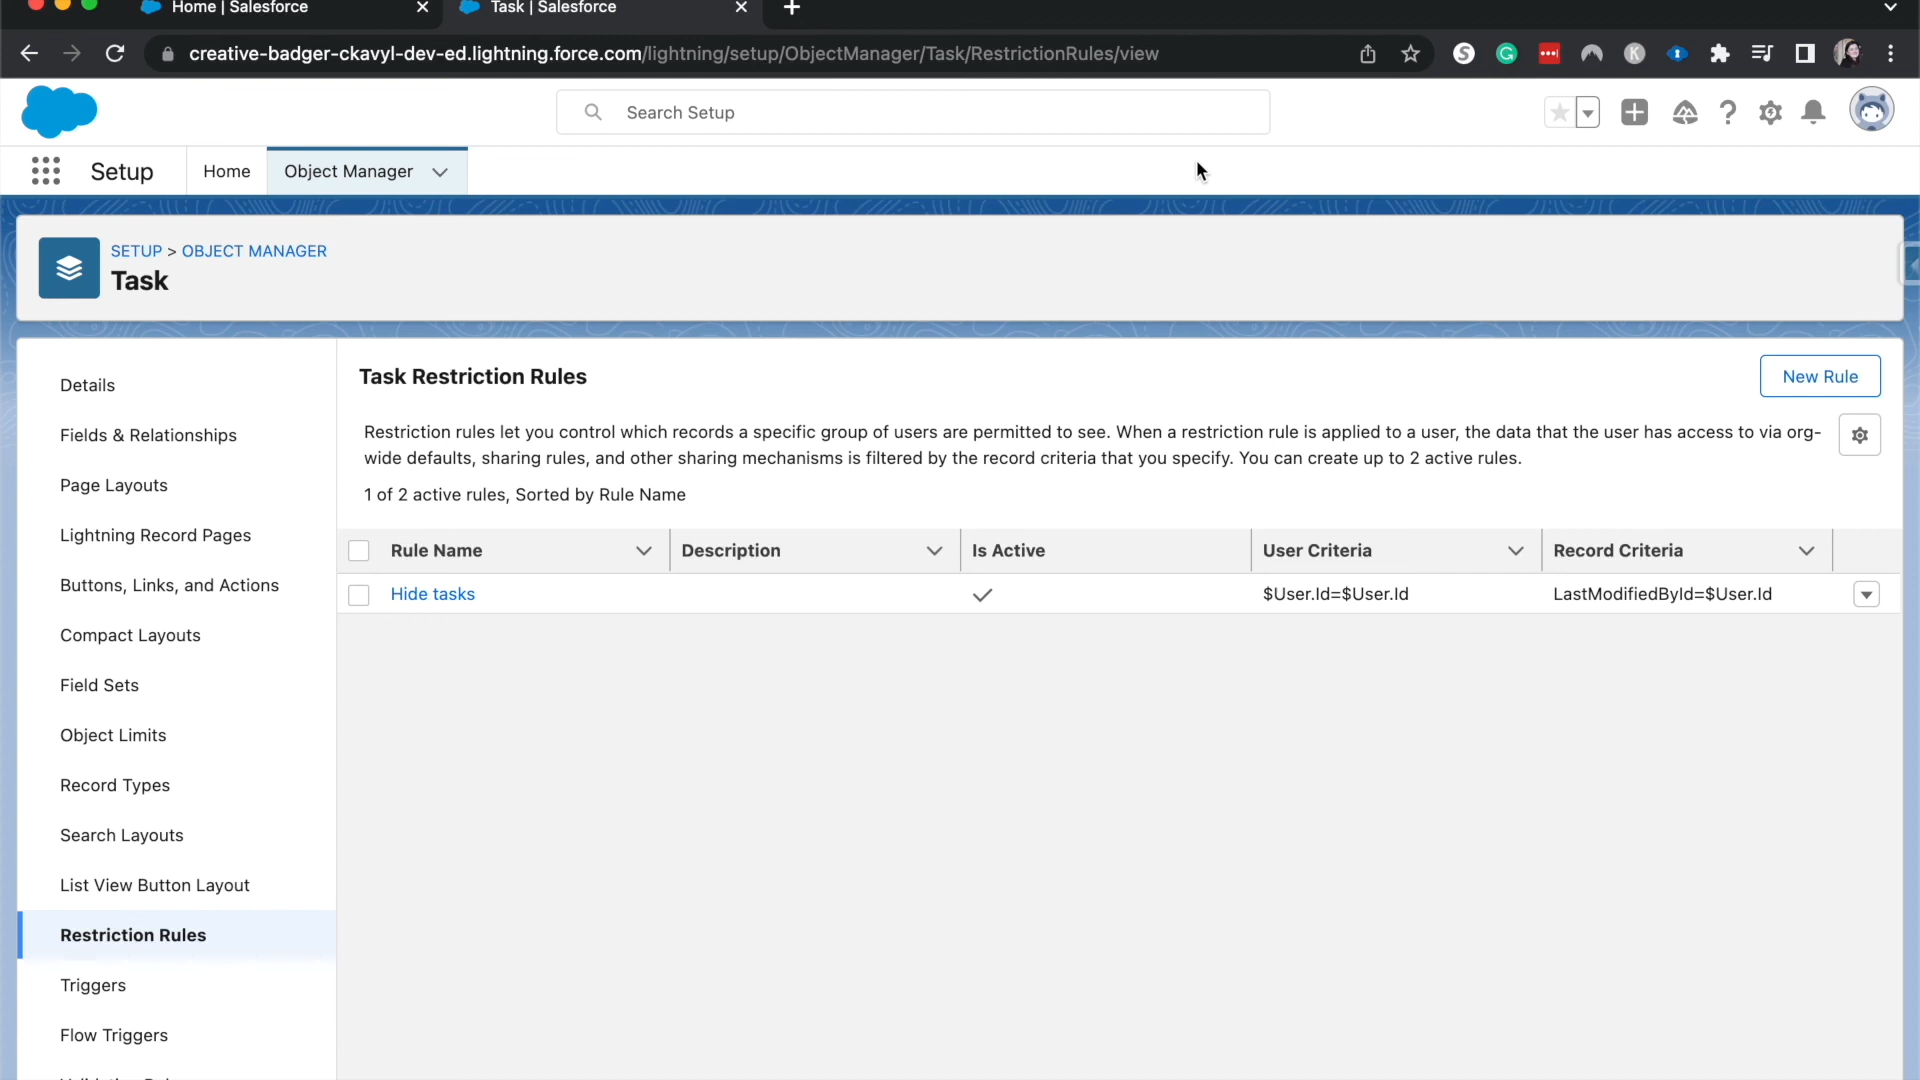 Home | Salesforce
Task | Salesforce
creative-badger-ckavyl-dev-ed.lightning.force.com/lightning/setup/ObjectManager/Task/RestrictionRules/view
S
G
K
Search Setup
Setup
Home
Object Manager
SETUP > OBJECT MANAGER
Task
Details
Fields & Relationships
Page Layouts
Lightning Record Pages
Buttons, Links, and Actions
Compact Layouts
Field Sets
Object Limits
Record Types
Search Layouts
List View Button Layout
Restriction Rules
Triggers
Flow Triggers
Task Restriction Rules
New Rule
Restriction rules let you control which records a specific group of users are permitted to see. When a restriction rule is applied to a user, the data that the user has access to via org-
wide defaults, sharing rules, and other sharing mechanisms is filtered by the record criteria that you specify. You can create up to 2 active rules.
1 of 2 active rules, Sorted by Rule Name
Rule Name
Description
Is Active
User Criteria
Record Criteria
Hide tasks
$User.Id=$User.Id
LastModifiedById=$User.Id